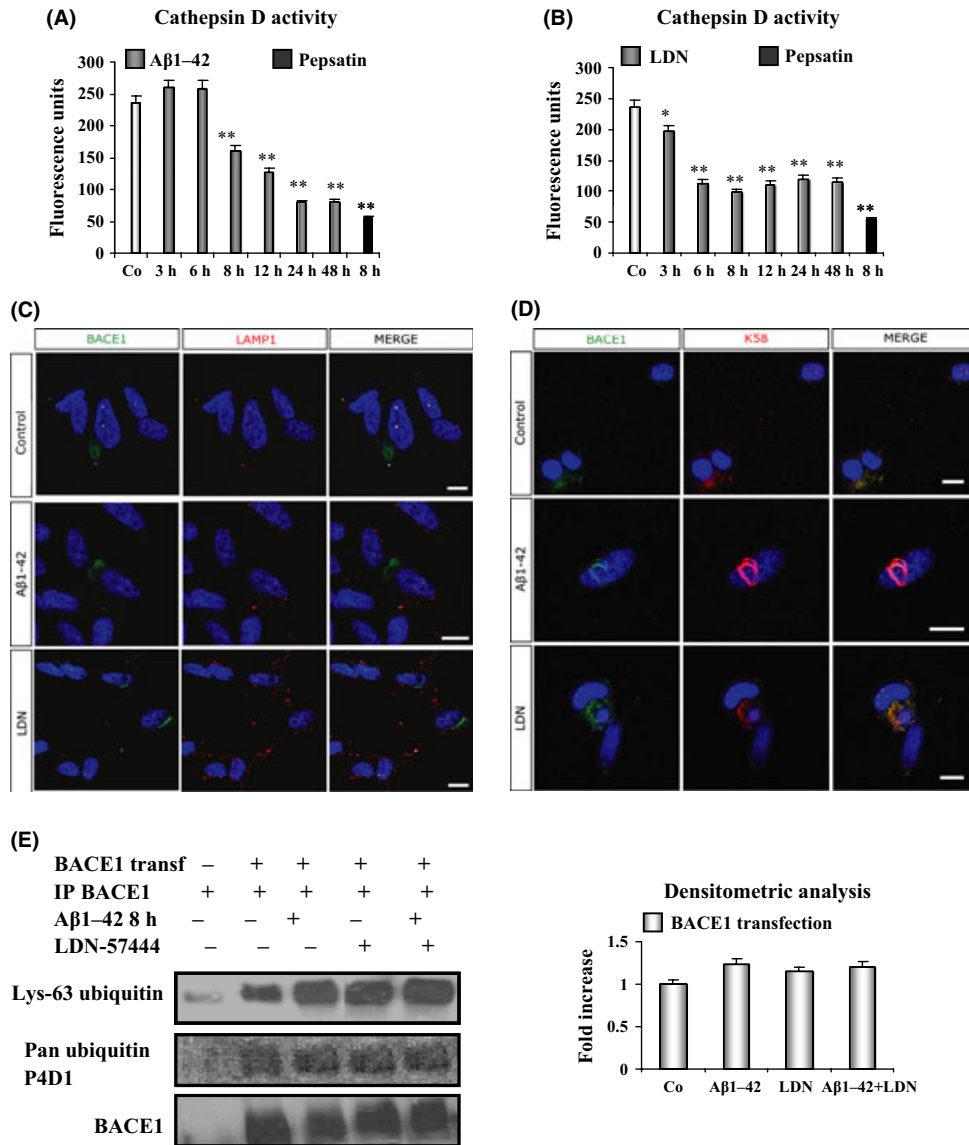 (A) Cathepsin D activity
Aβ1–42 Pepsatin
Fluorescence units
300
250
200
150
100
50
0
** ** ** ** **
Co 3 h 6 h 8 h 12 h 24 h 48 h 8 h
(B) Cathepsin D activity
LDN Pepsatin
Fluorescence units
300
250
200
150
100
50
0
* ** ** ** ** ** **
Co 3 h 6 h 8 h 12 h 24 h 48 h 8 h
(C)
BACE1 LAMP1 MERGE
Control
Aβ1-42
LDN
(D)
BACE1 K58 MERGE
Control
Aβ1-42
LDN
(E)
BACE1 transf – + + + +
IP BACE1 + + + + +
Aβ1–42 8 h – – + – +
LDN-57444 – – – + +
Lys-63 ubiquitin
Pan ubiquitin
P4D1
BACE1
Densitometric analysis
BACE1 transfection
Fold increase
1.5
1
0.5
0
Co Aβ1–42 LDN Aβ1–42+LDN